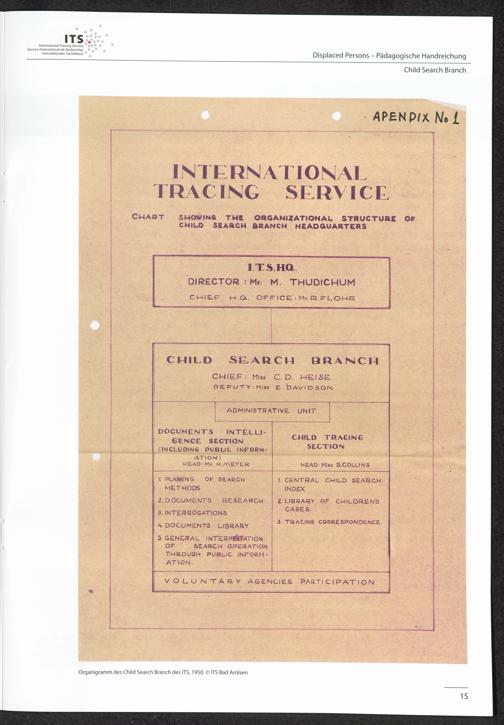 ITS
International Tracing Service
Service International de Recherches
Internationaler Suchdienst
Displaced Persons – Pädagogische Handreichung
Child Search Branch
APENDIX No 1
INTERNATIONAL
TRACING SERVICE
CHART SHOWING THE ORGANIZATIONAL STRUCTURE OF
CHILD SEARCH BRANCH HEADQUARTERS
I.T.S. HQ.
DIRECTOR : Mr. M. THUDICHUM
CHIEF H.Q. OFFICE : Mr. R. FLOHR
CHILD SEARCH BRANCH
CHIEF: Miss C. D. HEISE
DEPUTY: Miss E. DAVIDSON
ADMINISTRATIVE UNIT
DOCUMENTS INTELLI-
GENCE SECTION
(INCLUDING PUBLIC INFORM-
ATION)
HEAD: Mr. H. MEYER
1. PLANNING OF SEARCH
METHODS
2. DOCUMENTS RESEARCH
3. INTERROGATIONS
4. DOCUMENTS LIBRARY
5. GENERAL INTERPRETATION
OF SEARCH OPERATION
THROUGH PUBLIC INFORM-
ATION.
CHILD TRACING
SECTION
HEAD: Miss S. COLLINS
1. CENTRAL CHILD SEARCH
INDEX
2. LIBRARY OF CHILDREN'S
CASES
3. TRACING CORRESPONDENCE
VOLUNTARY AGENCIES PARTICIPATION
Organigramm des Child Search Branch des ITS, 1950. © ITS Bad Arolsen
15